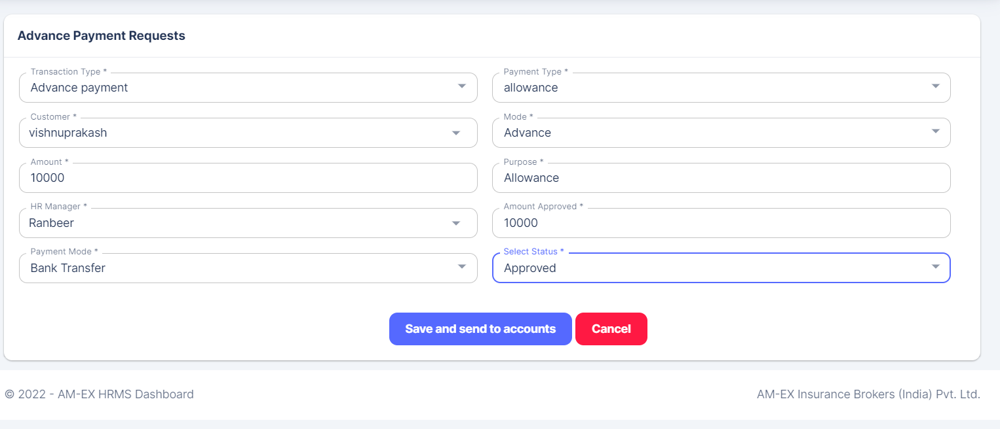 Advance Payment Requests
Transaction Type *
Advance payment
Payment Type *
allowance
Customer *
vishnuprakash
Mode *
Advance
Amount *
10000
Purpose *
Allowance
HR Manager *
Ranbeer
Amount Approved *
10000
Payment Mode *
Bank Transfer
Select Status *
Approved
Save and send to accounts
Cancel
© 2022 - AM-EX HRMS Dashboard
AM-EX Insurance Brokers (India) Pvt. Ltd.